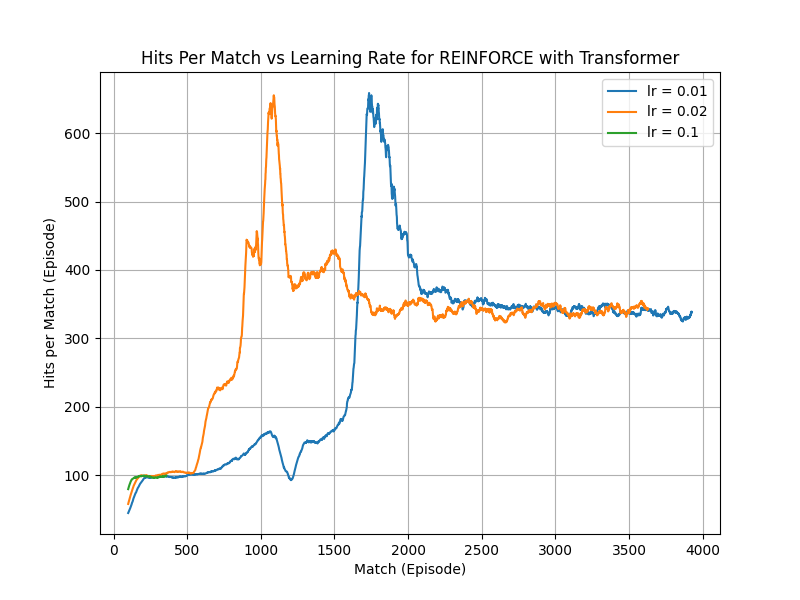 Hits Per Match vs Learning Rate for REINFORCE with Transformer
lr = 0.01
lr = 0.02
lr = 0.1
600
500
400
300
200
100
Hits per Match (Episode)
0 500 1000 1500 2000 2500 3000 3500 4000
Match (Episode)